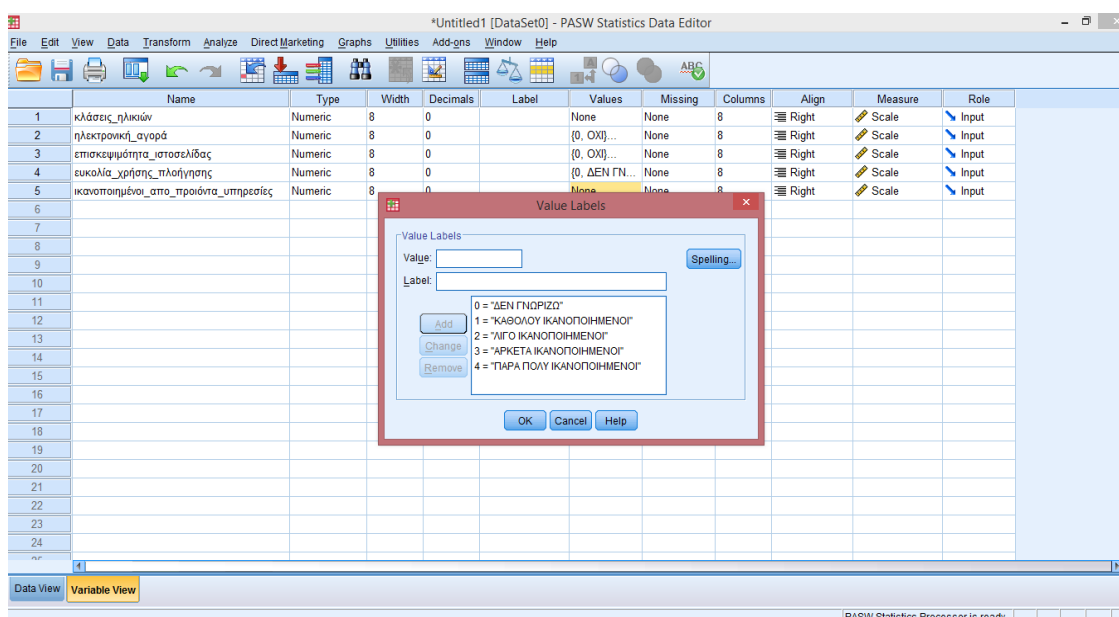 *Untitled1 [DataSet0] - PASW Statistics Data Editor
File Edit View Data Transform Analyze Direct Marketing Graphs Utilities Add-ons Window Help
Name Type Width Decimals Label Values Missing Columns Align Measure Role
1 κλάσεις_ηλικιών Numeric 8 0 None None 8 Right Scale Input
2 ηλεκτρονική_αγορά Numeric 8 0 {0, ΟΧΙ}... None 8 Right Scale Input
3 επισκεψιμότητα_ιστοσελίδας Numeric 8 0 {0, ΟΧΙ}... None 8 Right Scale Input
4 ευκολία_χρήσης_πλοήγησης Numeric 8 0 {0, ΔΕΝ ΓΝ... None 8 Right Scale Input
5 ικανοποιημένοι_απο_προιόντα_υπηρεσίες Numeric 8 0 None None 8 Right Scale Input
6
7
8
9
10
11
12
13
14
15
16
17
18
19
20
21
22
23
24
25
Value Labels
Value Labels
Value:
Spelling...
Label:
0 = "ΔΕΝ ΓΝΩΡΙΖΩ"
Add 1 = "ΚΑΘΟΛΟΥ ΙΚΑΝΟΠΟΙΗΜΕΝΟΙ"
2 = "ΛΙΓΟ ΙΚΑΝΟΠΟΙΗΜΕΝΟΙ"
Change 3 = "ΑΡΚΕΤΑ ΙΚΑΝΟΠΟΙΗΜΕΝΟΙ"
Remove 4 = "ΠΑΡΑ ΠΟΛΥ ΙΚΑΝΟΠΟΙΗΜΕΝΟΙ"
OK Cancel Help
Data View Variable View
PASW Statistics Processor is ready